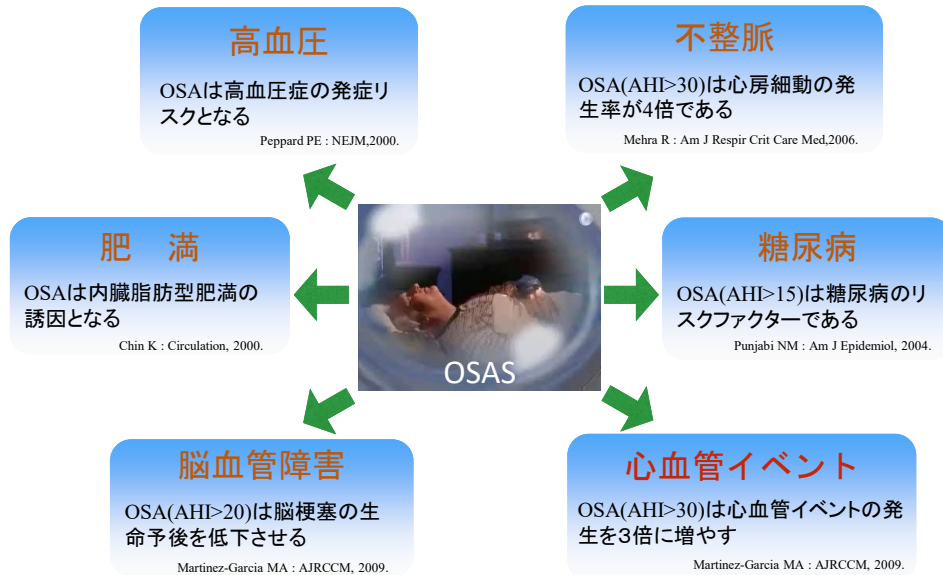 高血圧
OSAは高血圧症の発症リ
スクとなる
Peppard PE : NEJM,2000.
不整脈
OSA(AHI>30)は心房細動の発
生率が4倍である
Mehra R : Am J Respir Crit Care Med,2006.
肥　満
OSAは内臓脂肪型肥満の
誘因となる
Chin K : Circulation, 2000.
糖尿病
OSA(AHI>15)は糖尿病のリ
スクファクターである
Punjabi NM : Am J Epidemiol, 2004.
OSAS
脳血管障害
OSA(AHI>20)は脳梗塞の生
命予後を低下させる
Martinez-Garcia MA : AJRCCM, 2009.
心血管イベント
OSA(AHI>30)は心血管イベントの発
生を３倍に増やす
Martinez-Garcia MA : AJRCCM, 2009.